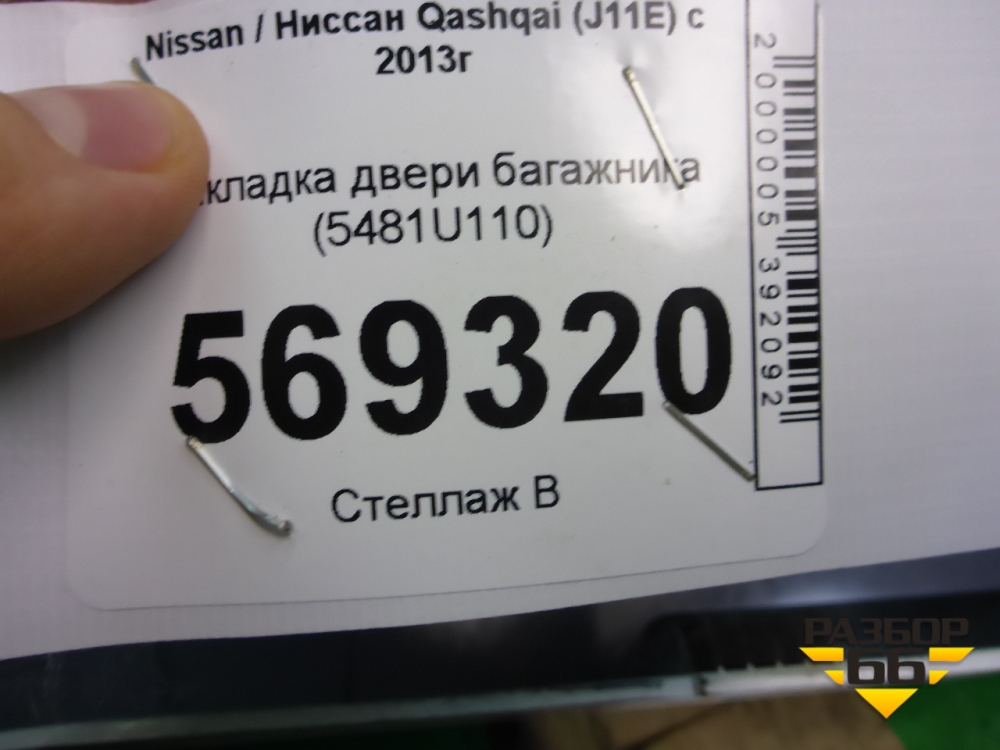 Nissan / Ниссан Qashqai (J11E) с
2013г
кладка двери багажника
(5481U110)
569320
Стеллаж В
2000005392092
РАЗБОР
66